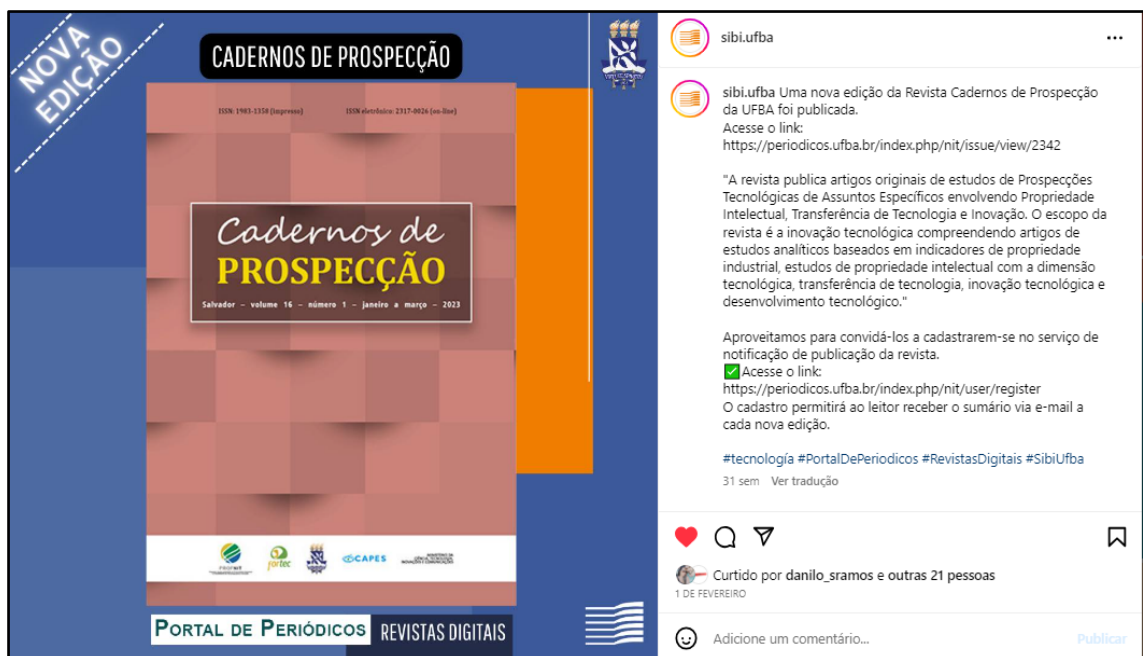 NOVA
EDIÇÃO
CADERNOS DE PROSPECÇÃO
ISSN: 1983-1358 (Impresso) ISSN eletrônico: 2317-0026 (on-line)
Cadernos de
PROSPECÇÃO
Salvador – volume 16 – número 1 – janeiro a março – 2023
PROFNIT
fortec
CAPES
MINISTÉRIO DA
CIÊNCIA, TECNOLOGIA,
INOVAÇÕES E COMUNICAÇÕES
PORTAL DE PERIÓDICOS REVISTAS DIGITAIS
sibi.ufba
sibi.ufba Uma nova edição da Revista Cadernos de Prospecção
da UFBA foi publicada.
Acesse o link:
https://periodicos.ufba.br/index.php/nit/issue/view/2342
"A revista publica artigos originais de estudos de Prospecções
Tecnológicas de Assuntos Específicos envolvendo Propriedade
Intelectual, Transferência de Tecnologia e Inovação. O escopo da
revista é a inovação tecnológica compreendendo artigos de
estudos analíticos baseados em indicadores de propriedade
industrial, estudos de propriedade intelectual com a dimensão
tecnológica, transferência de tecnologia, inovação tecnológica e
desenvolvimento tecnológico."
Aproveitamos para convidá-los a cadastrarem-se no serviço de
notificação de publicação da revista.
✅Acesse o link:
https://periodicos.ufba.br/index.php/nit/user/register
O cadastro permitirá ao leitor receber o sumário via e-mail a
cada nova edição.
#tecnología #PortalDePeriodicos #RevistasDigitais #SibiUfba
31 sem Ver tradução
Curtido por danilo_sramos e outras 21 pessoas
1 DE FEVEREIRO
Adicione um comentário... Publicar